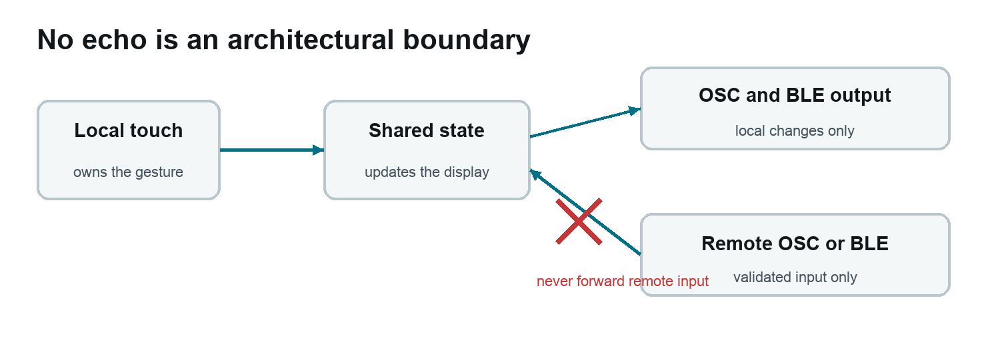 No echo is an architectural boundary
Local touch
owns the gesture
Shared state
updates the display
OSC and BLE output
local changes only
Remote OSC or BLE
validated input only
never forward remote input